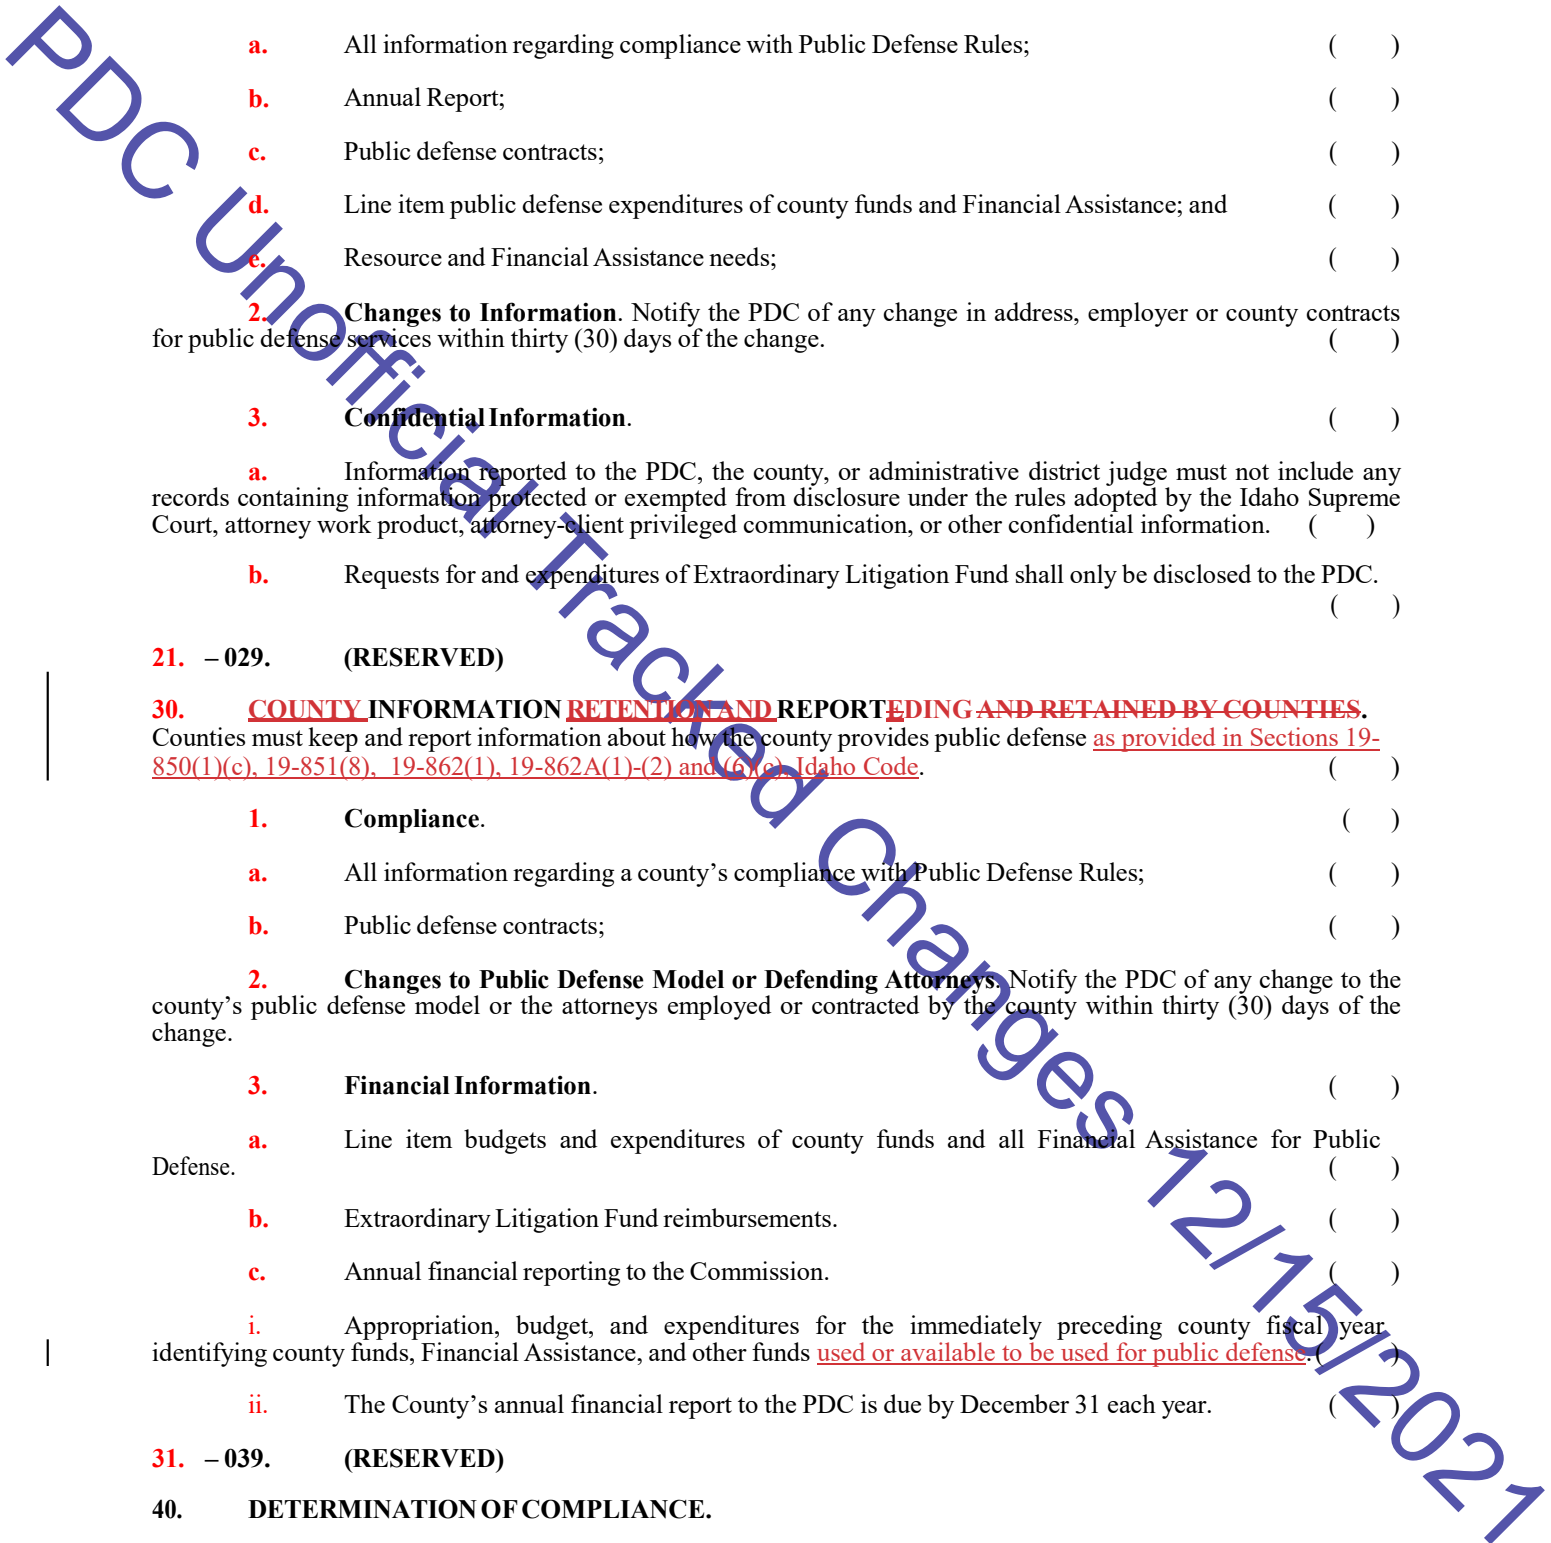 a. All information regarding compliance with Public Defense Rules; ( )
b. Annual Report; ( )
c. Public defense contracts; ( )
d. Line item public defense expenditures of county funds and Financial Assistance; and ( )
e. Resource and Financial Assistance needs; ( )
2. Changes to Information. Notify the PDC of any change in address, employer or county contracts
for public defense services within thirty (30) days of the change. ( )
3. Confidential Information. ( )
a. Information reported to the PDC, the county, or administrative district judge must not include any
records containing information protected or exempted from disclosure under the rules adopted by the Idaho Supreme
Court, attorney work product, attorney-client privileged communication, or other confidential information. ( )
b. Requests for and expenditures of Extraordinary Litigation Fund shall only be disclosed to the PDC.
( )
21. – 029. (RESERVED)
30. COUNTY INFORMATION RETENTION AND REPORTEDING AND RETAINED BY COUNTIES.
Counties must keep and report information about how the county provides public defense as provided in Sections 19-
850(1)(c), 19-851(8), 19-862(1), 19-862A(1)-(2) and (6)(c), Idaho Code. ( )
1. Compliance. ( )
a. All information regarding a county’s compliance with Public Defense Rules; ( )
b. Public defense contracts; ( )
2. Changes to Public Defense Model or Defending Attorneys. Notify the PDC of any change to the
county’s public defense model or the attorneys employed or contracted by the county within thirty (30) days of the
change.
3. Financial Information. ( )
a. Line item budgets and expenditures of county funds and all Financial Assistance for Public
Defense. ( )
b. Extraordinary Litigation Fund reimbursements. ( )
c. Annual financial reporting to the Commission. ( )
i. Appropriation, budget, and expenditures for the immediately preceding county fiscal year
identifying county funds, Financial Assistance, and other funds used or available to be used for public defense. ( )
ii. The County’s annual financial report to the PDC is due by December 31 each year. ( )
31. – 039. (RESERVED)
40. DETERMINATION OF COMPLIANCE.
PDC Unofficial Tracked Changes 12/15/2021